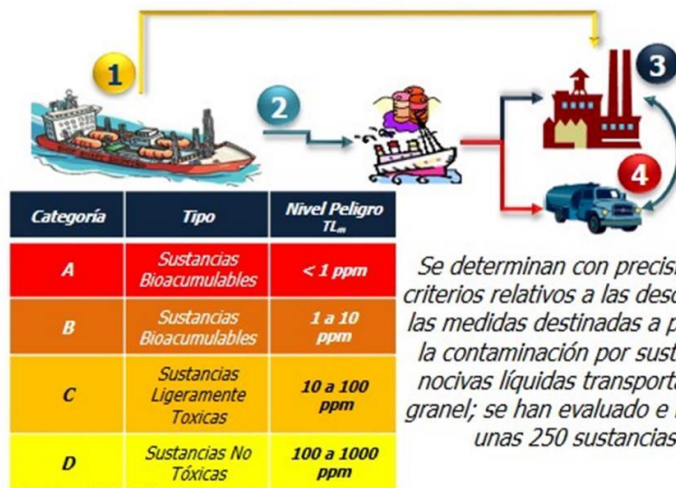 1
2
3
4
Categoría Tipo Nivel Peligro
TLm
A Sustancias
Bioacumulables < 1 ppm
B Sustancias
Bioacumulables 1 a 10
ppm
C Sustancias
Ligeramente
Toxicas 10 a 100
ppm
D Sustancias No
Tóxicas 100 a 1000
ppm
Se determinan con precis
criterios relativos a las des
las medidas destinadas a p
la contaminación por sust
nocivas líquidas transport
granel; se han evaluado e
unas 250 sustancias